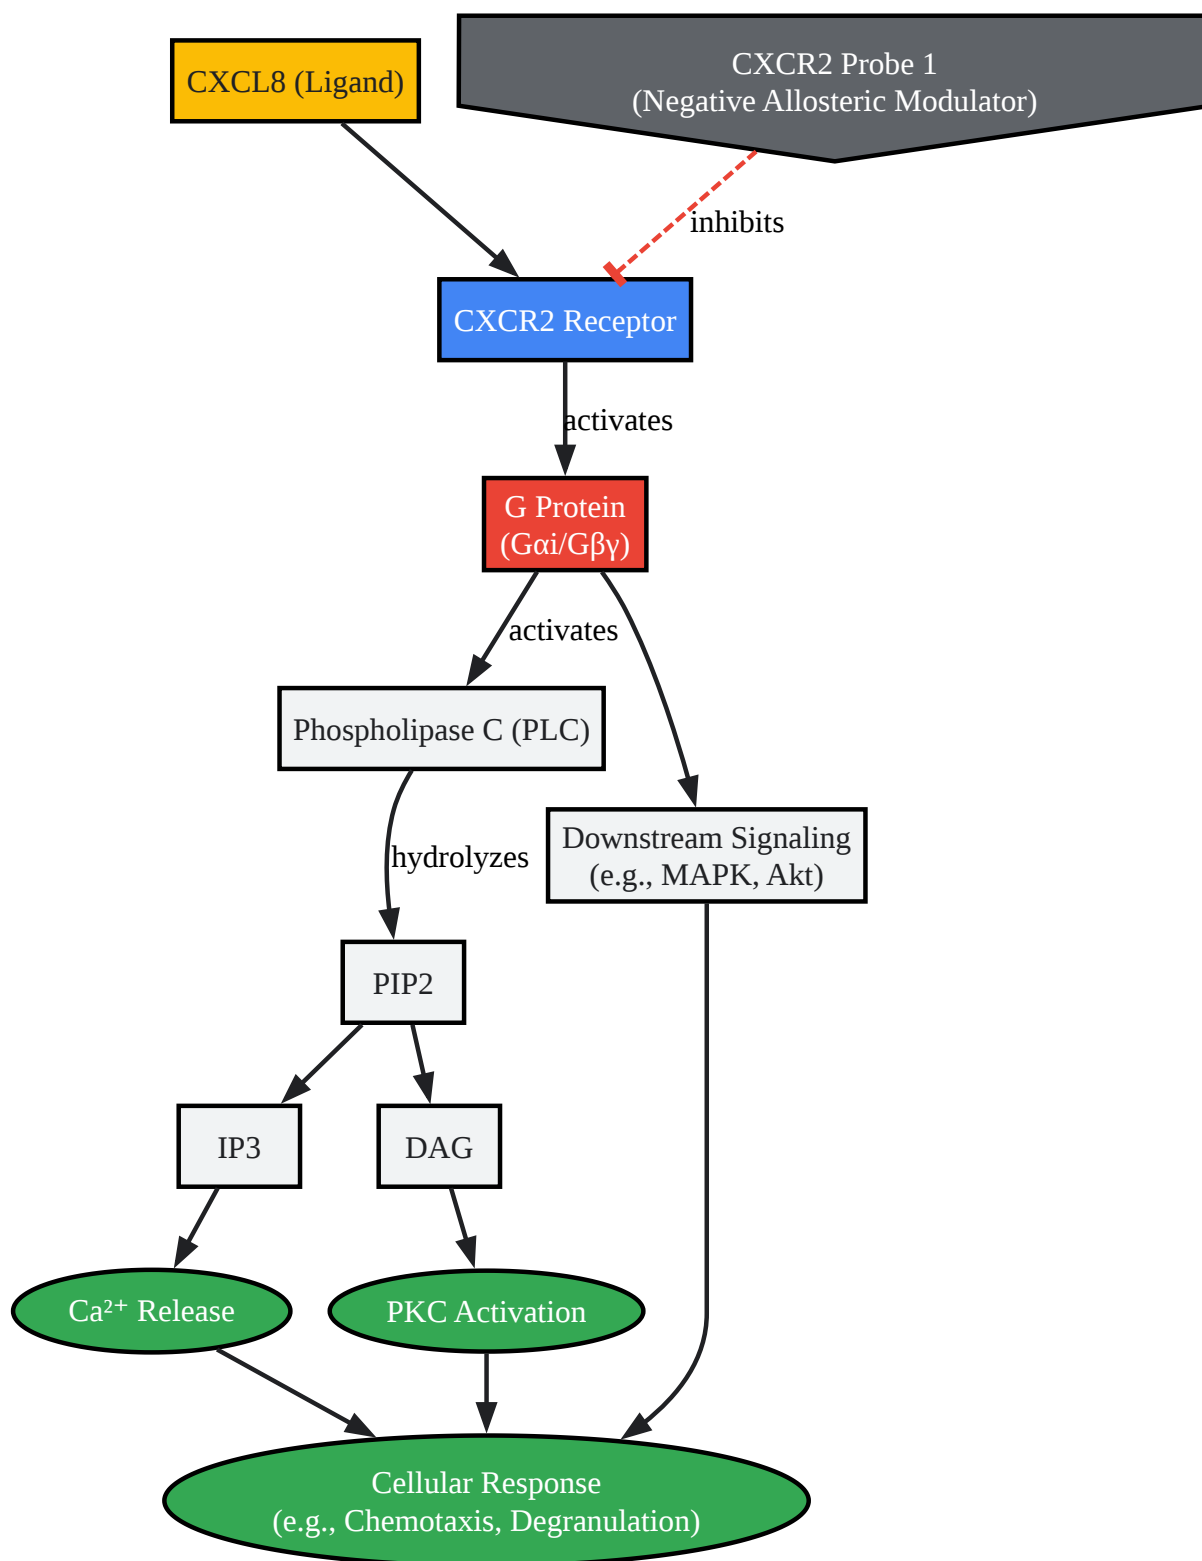 CXCL8 (Ligand)
CXCR2 Probe 1
(Negative Allosteric Modulator)
inhibits
CXCR2 Receptor
activates
G Protein
(Gαi/Gβγ)
activates
Phospholipase C (PLC)
Downstream Signaling
(e.g., MAPK, Akt)
hydrolyzes
PIP2
IP3
DAG
Ca²⁺ Release
PKC Activation
Cellular Response
(e.g., Chemotaxis, Degranulation)